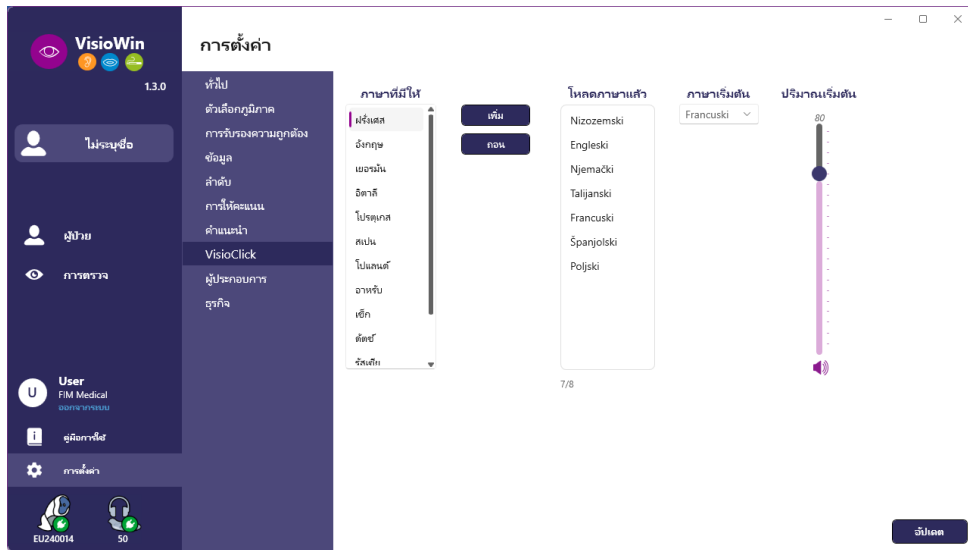 VisioWin
1.3.0
ไม่ระบุชื่อ
ผู้ป่วย
การตรวจ
U
User
FIM Medical
ออกจากระบบ
คู่มือการใช้
การตั้งค่า
EU240014
50
การตั้งค่า
ทั่วไป
ตัวเลือกภูมิภาค
การรับรองความถูกต้อง
ข้อมูล
ลำดับ
การให้คะแนน
คำแนะนำ
VisioClick
ผู้ประกอบการ
ธุรกิจ
ภาษาที่มีให้
ฝรั่งเศส
อังกฤษ
เยอรมัน
อิตาลี
โปรตุเกส
สเปน
โปแลนด์
อาหรับ
เช็ก
ดัตช์
รัสเซีย
เพิ่ม
ถอน
โหลดภาษาแล้ว
Nizozemski
Engleski
Njemački
Talijanski
Francuski
Španjolski
Poljski
7/8
ภาษาเริ่มต้น
Francuski
ปริมาณเริ่มต้น
80
อัปเดต